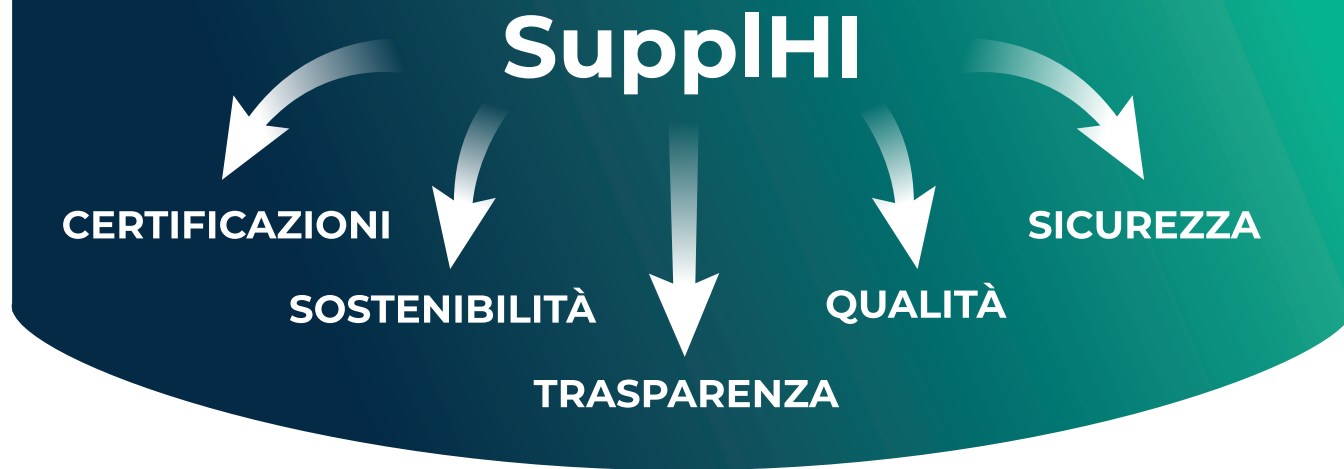 SupplHI
CERTIFICAZIONI
SICUREZZA
SOSTENIBILITÀ
QUALITÀ
TRASPARENZA